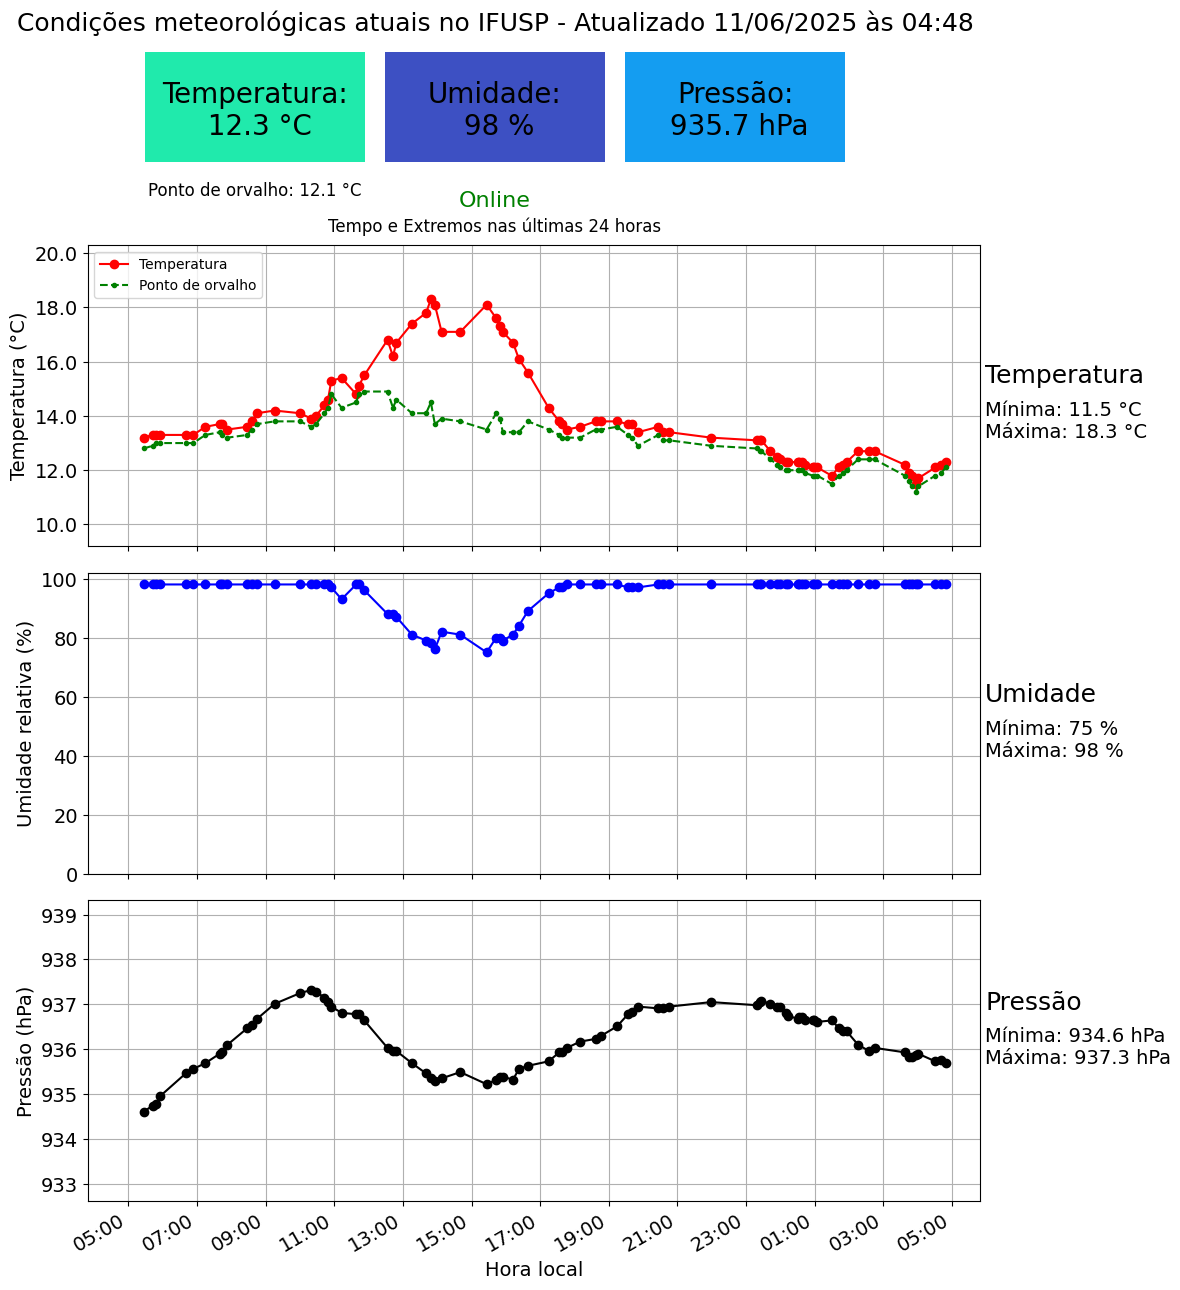 Condições meteorológicas atuais no IFUSP - Atualizado 11/06/2025 às 04:48
Temperatura:
12.3 °C
Umidade:
98 %
Pressão:
935.7 hPa
Ponto de orvalho: 12.1 °C
Online
Tempo e Extremos nas últimas 24 horas
Temperatura (°C)
20.0
18.0
16.0
14.0
12.0
10.0
Temperatura
Ponto de orvalho
Temperatura
Mínima: 11.5 °C
Máxima: 18.3 °C
Umidade relativa (%)
100
80
60
40
20
0
Umidade
Mínima: 75 %
Máxima: 98 %
Pressão (hPa)
939
938
937
936
935
934
933
Pressão
Mínima: 934.6 hPa
Máxima: 937.3 hPa
05:00
07:00
09:00
11:00
13:00
15:00
17:00
19:00
21:00
23:00
01:00
03:00
05:00
Hora local